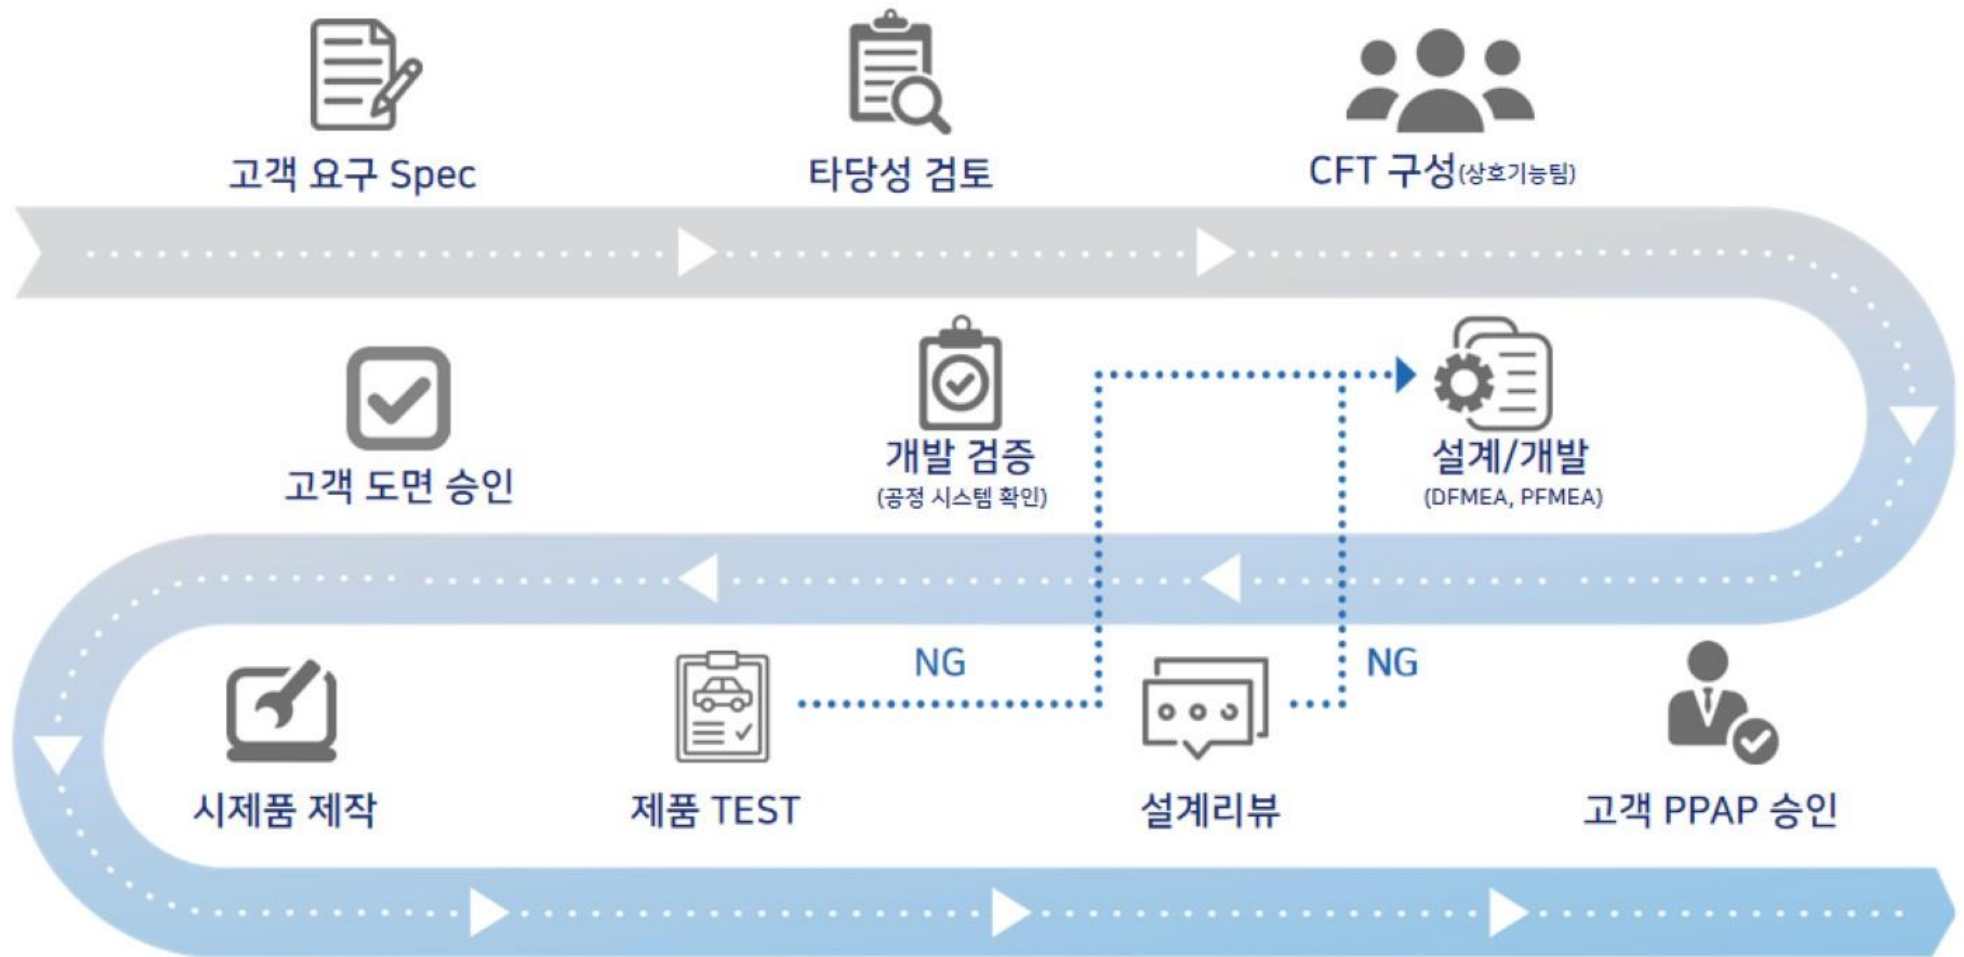 고객 요구 Spec
타당성 검토
CFT 구성(상호기능팀)
고객 도면 승인
개발 검증
(공정 시스템 확인)
설계/개발
(DFMEA, PFMEA)
NG
NG
시제품 제작
제품 TEST
설계리뷰
고객 PPAP 승인